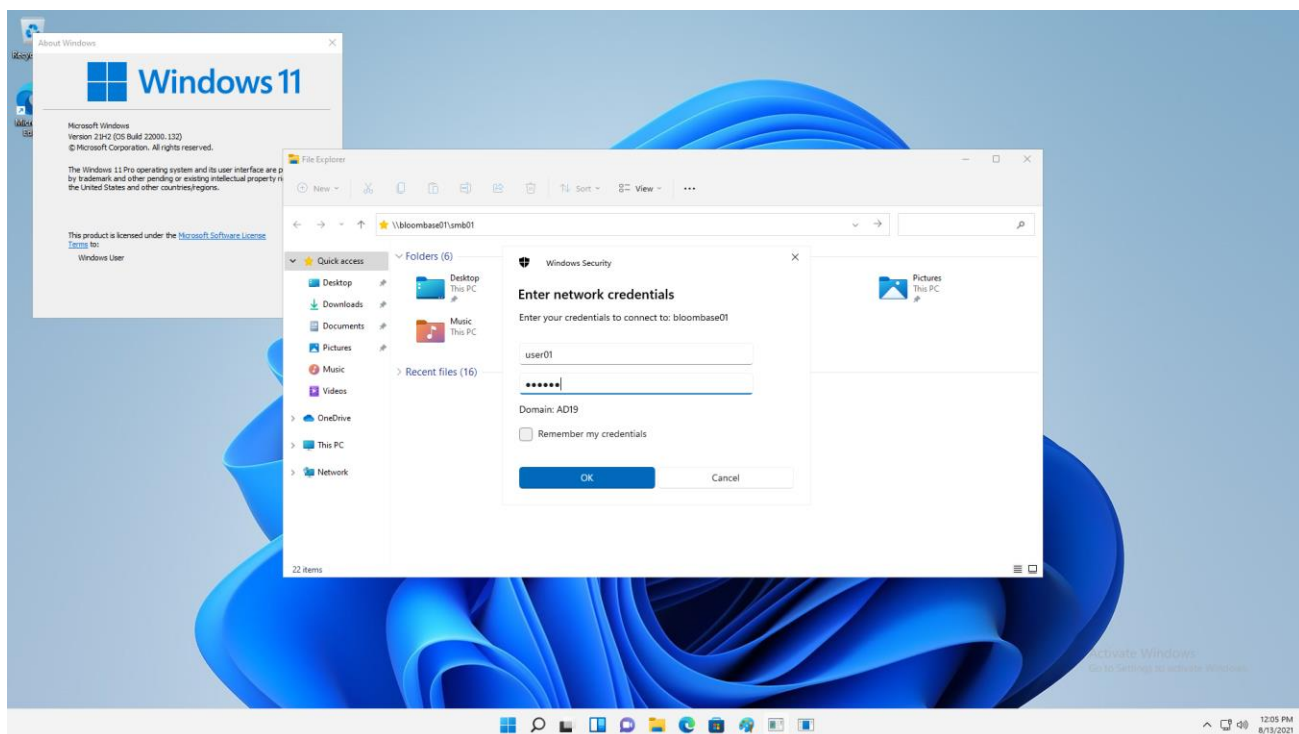 About Windows
Windows 11
Microsoft Windows
Version 21H2 (OS Build 22000.132)
© Microsoft Corporation. All rights reserved.
The Windows 11 Pro operating system and its user interface are p
by trademark and other pending or existing intellectual property ri
the United States and other countries/regions.
This product is licensed under the Microsoft Software License
Terms to:
Windows User
File Explorer
New
Sort
View
\\bloombase01\smb01
Quick access
Desktop
Downloads
Documents
Pictures
Music
Videos
OneDrive
This PC
Network
Folders (6)
Desktop
This PC
Music
This PC
Pictures
This PC
Recent files (16)
22 items
Windows Security
Enter network credentials
Enter your credentials to connect to: bloombase01
user01
••••••
Domain: AD19
Remember my credentials
OK
Cancel
Activate Windows
Go to Settings to activate Windows.
12:05 PM
8/13/2021